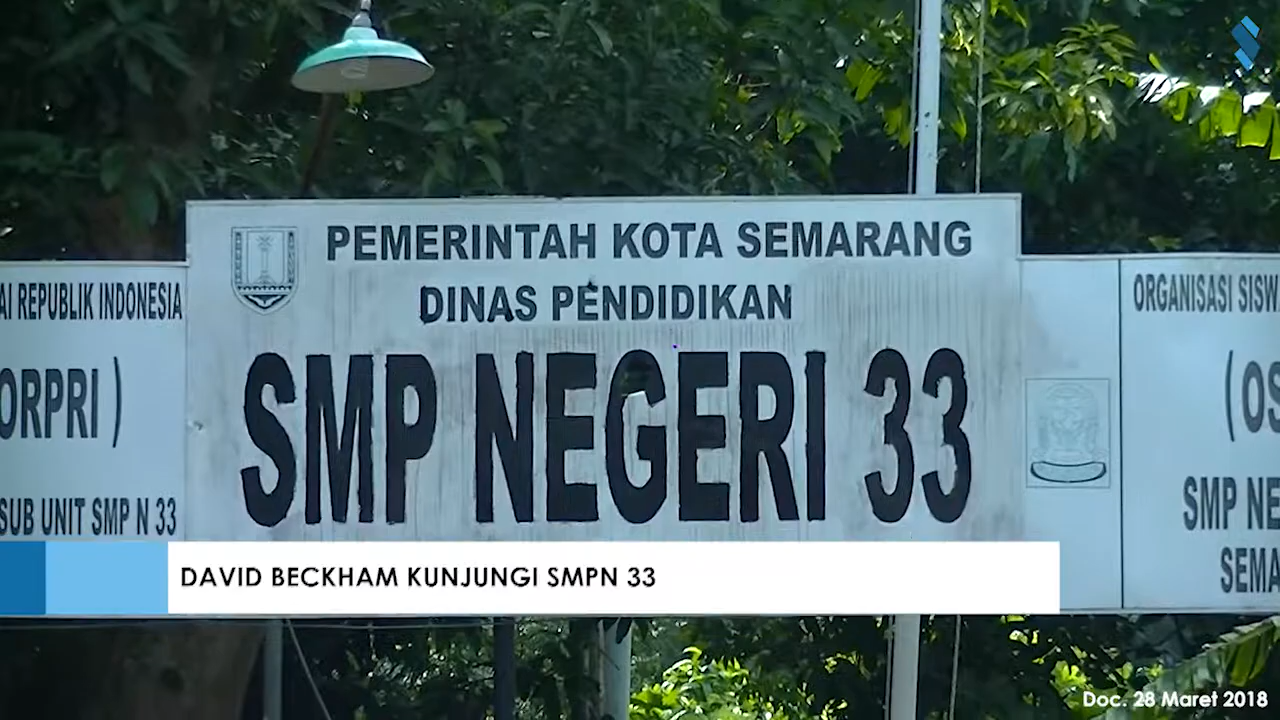 PEMERINTAH KOTA SEMARANG
DINAS PENDIDIKAN
SMP NEGERI 33
AI REPUBLIK INDONESIA
ORPRI )
SUB UNIT SMP N 33
ORGANISASI SISW
(OS
SMP NE
SEMA
DAVID BECKHAM KUNJUNGI SMPN 33
Doc. 28 Maret 2018